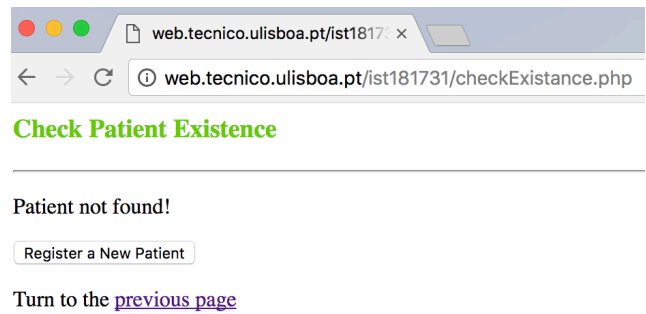 web.tecnico.ulisboa.pt/ist1817
web.tecnico.ulisboa.pt/ist181731/checkExistance.php
Check Patient Existence
Patient not found!
Register a New Patient
Turn to the previous page